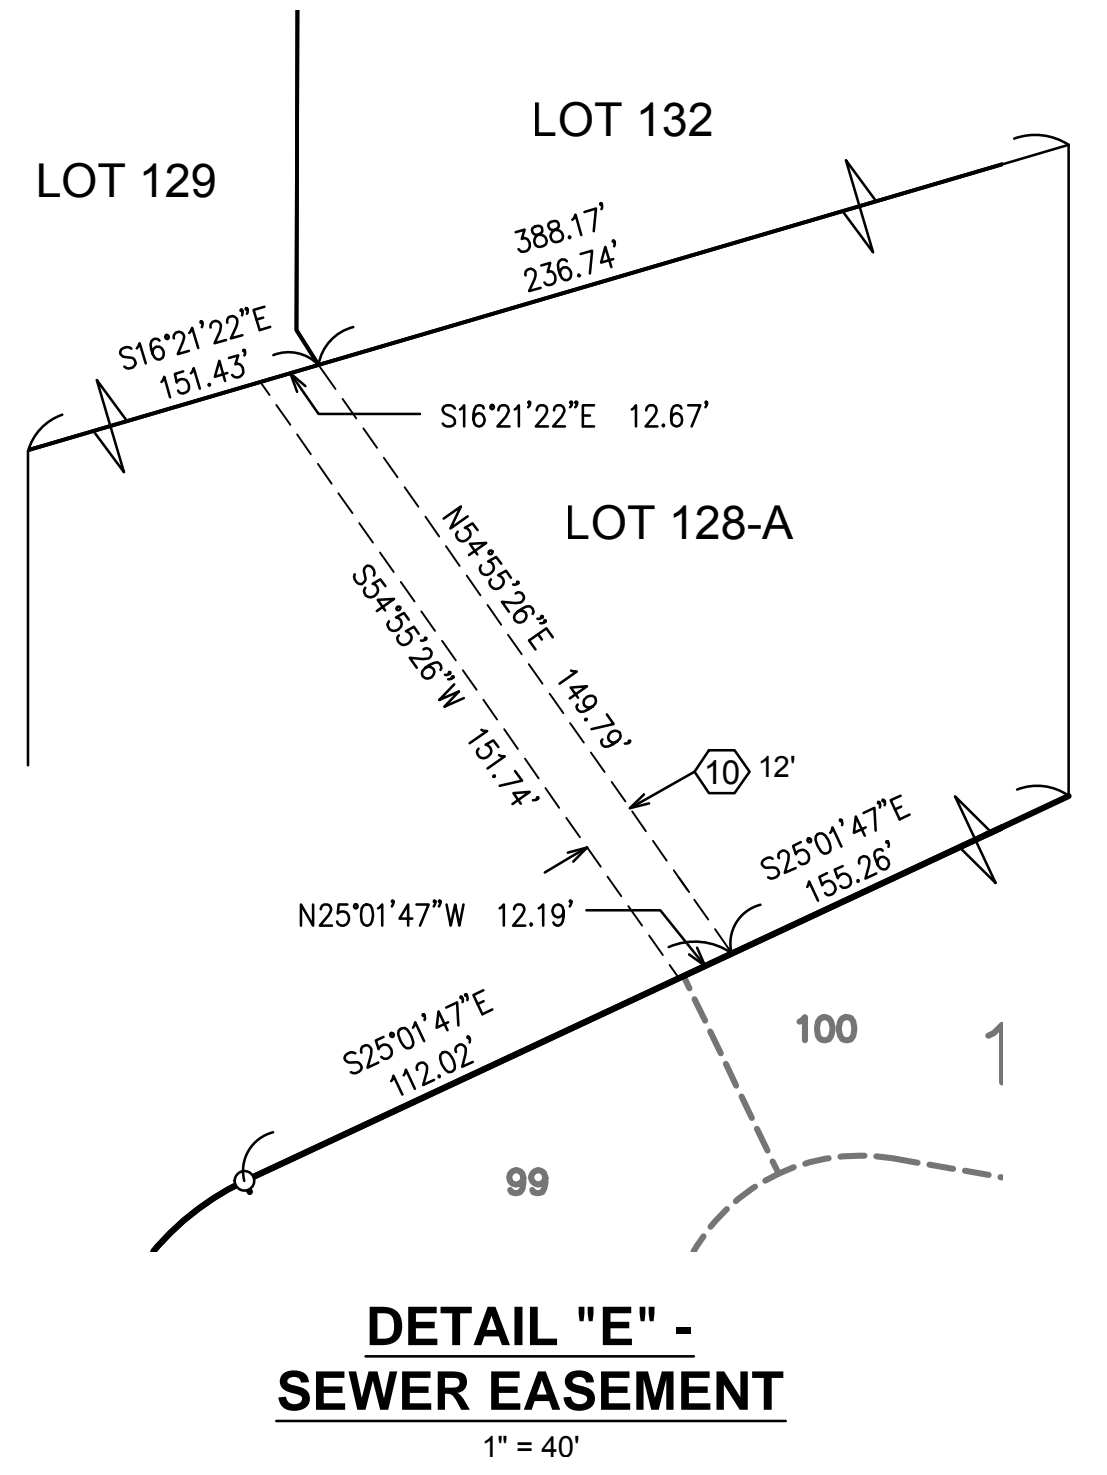 LOT 132
LOT 129
388.17'
236.74'
S16°21'22"E
151.43'
S16°21'22"E 12.67'
LOT 128-A
N54°55'26"E 149.79'
S54°55'26"W 151.74'
10 12'
S25°01'47"E
155.26'
N25°01'47"W 12.19'
S25°01'47"E
112.02'
100
1
99
DETAIL "E" -
SEWER EASEMENT
1" = 40'